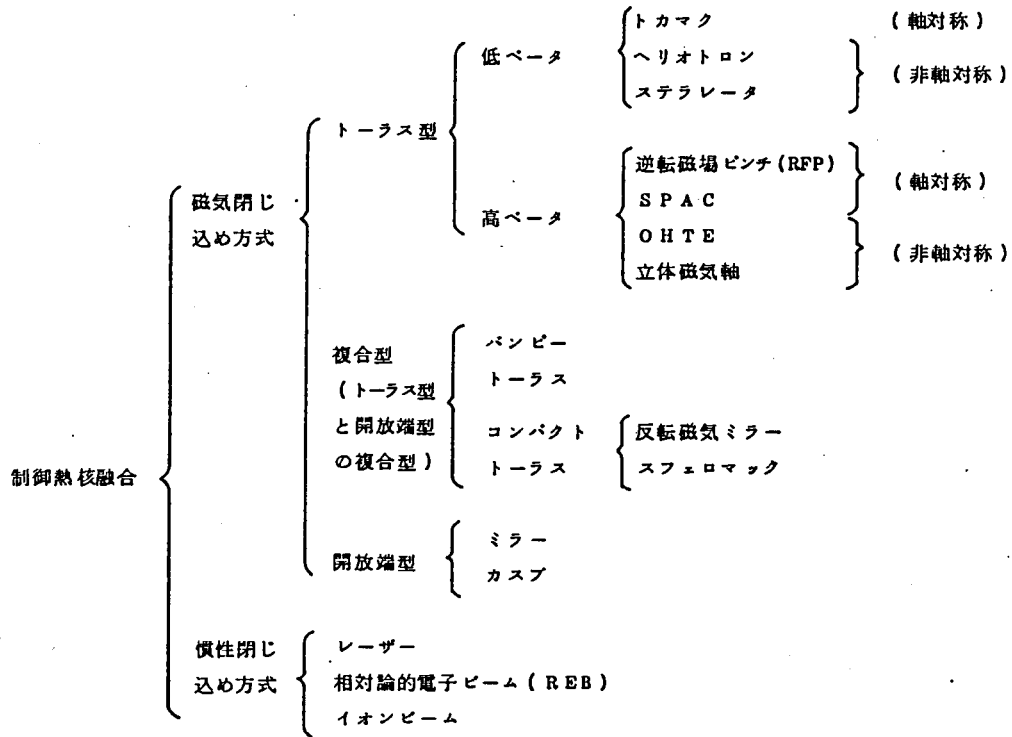 制御熱核融合
磁気閉じ
込め方式
トーラス型
低ベータ
トカマク
(軸対称)
ヘリオトロン
ステラレータ
(非軸対称)
高ベータ
逆転磁場ピンチ(RFP)
SPAC
(軸対称)
OHTE
立体磁気軸
(非軸対称)
複合型
(トーラス型
と開放端型
の複合型)
バンピー
トーラス
コンパクト
トーラス
反転磁気ミラー
スフェロマック
開放端型
ミラー
カスプ
慣性閉じ
込め方式
レーザー
相対論的電子ビーム(REB)
イオンビーム